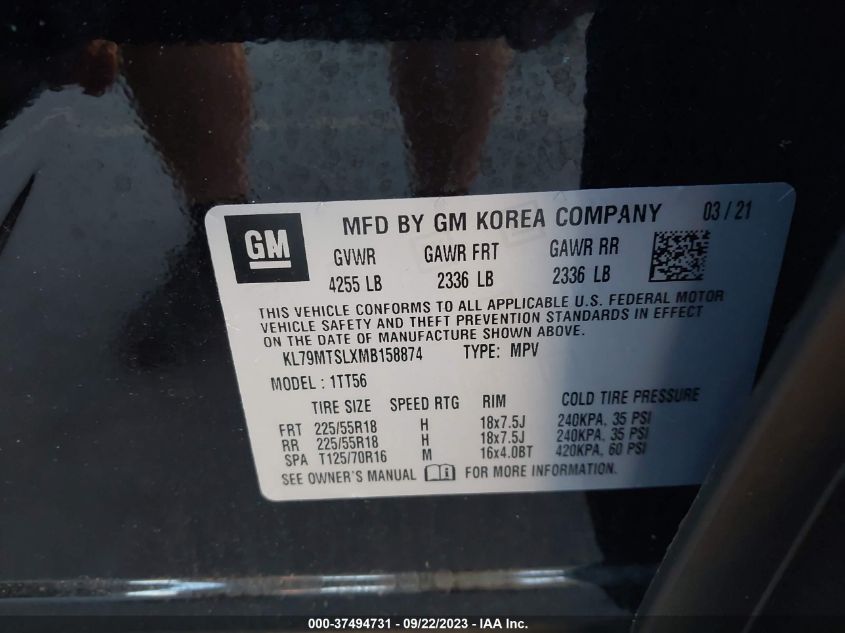 GM
MFD BY GM KOREA COMPANY 03/21
GVWR GAWR FRT GAWR RR
4255 LB 2336 LB 2336 LB
THIS VEHICLE CONFORMS TO ALL APPLICABLE U.S. FEDERAL MOTOR
VEHICLE SAFETY AND THEFT PREVENTION STANDARDS IN EFFECT
ON THE DATE OF MANUFACTURE SHOWN ABOVE.
KL79MTSLXMB158874 TYPE: MPV
MODEL : 1TT56
TIRE SIZE SPEED RTG RIM COLD TIRE PRESSURE
FRT 225/55R18 H 18x7.5J 240KPA, 35 PSI
RR 225/55R18 H 18x7.5J 240KPA, 35 PSI
SPA T125/70R16 M 16x4.0BT 420KPA, 60 PSI
SEE OWNER'S MANUAL FOR MORE INFORMATION.
000-37494731 - 09/22/2023 - IAA Inc.